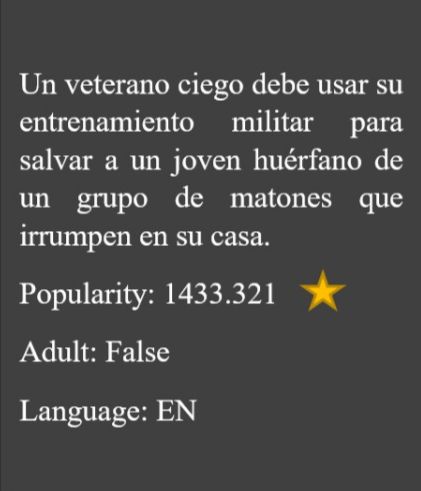 Un veterano ciego debe usar su
entrenamiento militar para
salvar a un joven huérfano de
un grupo de matones que
irrumpen en su casa.
Popularity: 1433.321
Adult: False
Language: EN